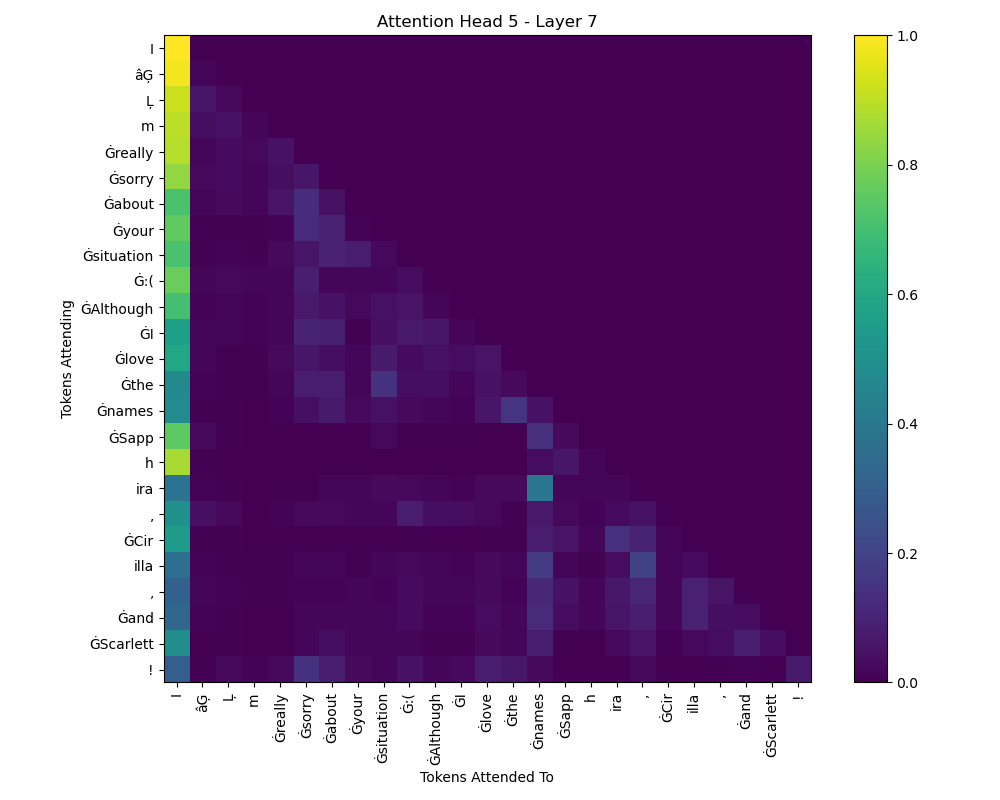 Attention Head 5 - Layer 7
I
âĢ
Ļ
m
Ġreally
Ġsorry
Ġabout
Ġyour
Ġsituation
Ġ:(
ĠAlthough
ĠI
Ġlove
Ġthe
Ġnames
ĠSapp
h
ira
,
ĠCir
illa
,
Ġand
ĠScarlett
!
Tokens Attending
I
âĢ
Ļ
m
Ġreally
Ġsorry
Ġabout
Ġyour
Ġsituation
Ġ:(
ĠAlthough
ĠI
Ġlove
Ġthe
Ġnames
ĠSapp
h
ira
,
ĠCir
illa
,
Ġand
ĠScarlett
!
Tokens Attended To
1.0
0.8
0.6
0.4
0.2
0.0